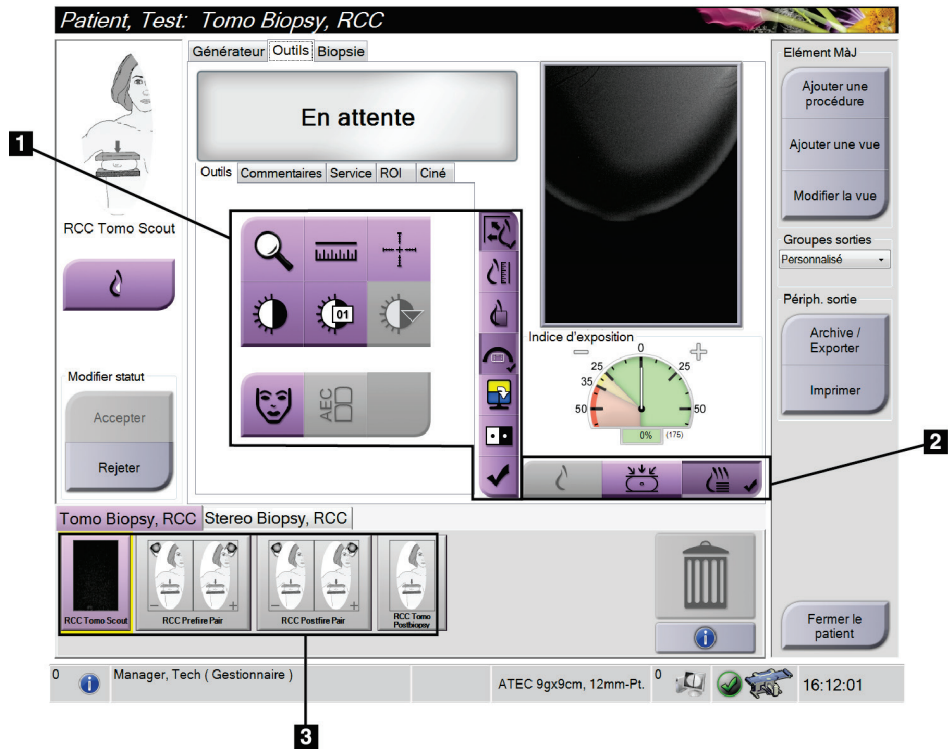 Patient, Test: Tomo Biopsy, RCC
Générateur Outils Biopsie
En attente
Outils Commentaires Service ROI Ciné
RCC Tomo Scout
Modifier statut
Accepter
Rejeter
1
01
AEC
Indice d'exposition
0
25 25
35
50 50
0% (175)
2
Elément MàJ
Ajouter une
procédure
Ajouter une vue
Modifier la vue
Groupes sorties
Personnalisé
Périph. sortie
Archive /
Exporter
Imprimer
Fermer le
patient
Tomo Biopsy, RCC Stereo Biopsy, RCC
RCC Tomo Scout
− +
RCC Prefire Pair
− +
RCC Postfire Pair
RCC Tomo
Postbiopsy
3
0 Manager, Tech ( Gestionnaire ) ATEC 9gx9cm, 12mm-Pt. 0 16:12:01